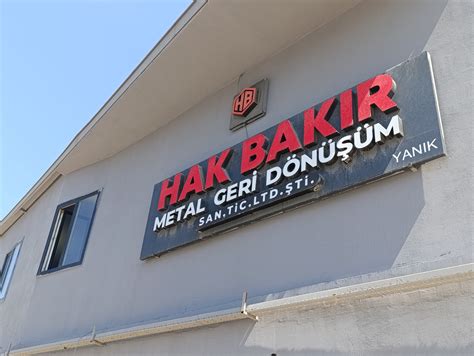 HB
HAK BAKIR
METAL GERİ DÖNÜŞÜM
SAN.TİC.LTD.ŞTİ.
YANIK